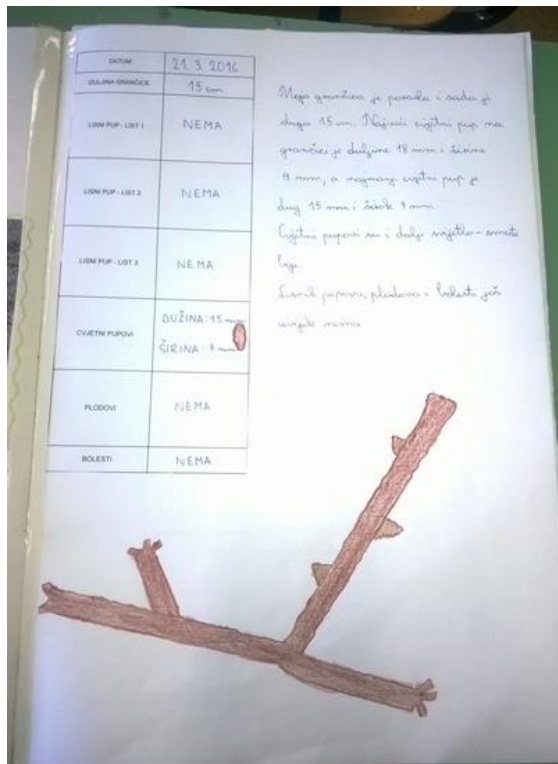 DATUM 21. 3. 2016
DULJINA GRANČICE 15 cm
LISNI PUP - LIST 1 NEMA
LISNI PUP - LIST 2 NEMA
LISNI PUP - LIST 3 NEMA
CVJETNI PUPOVI DUŽINA: 15 mm
ŠIRINA: 7 mm
PLODOVI NEMA
BOLESTI NEMA
Moja grančica je porasla i sada je
duga 15 cm. Najveći cvjetni pup na
grančici je duljine 18 mm i širine
9 mm, a najmanji cvjetni pup je
dug 15 mm i širok 7 mm.
Cvjetni pupovi su i dalje svjetlo - smeđe
boje.
Lisnih pupova, plodova i bolesti još
uvijek nema.